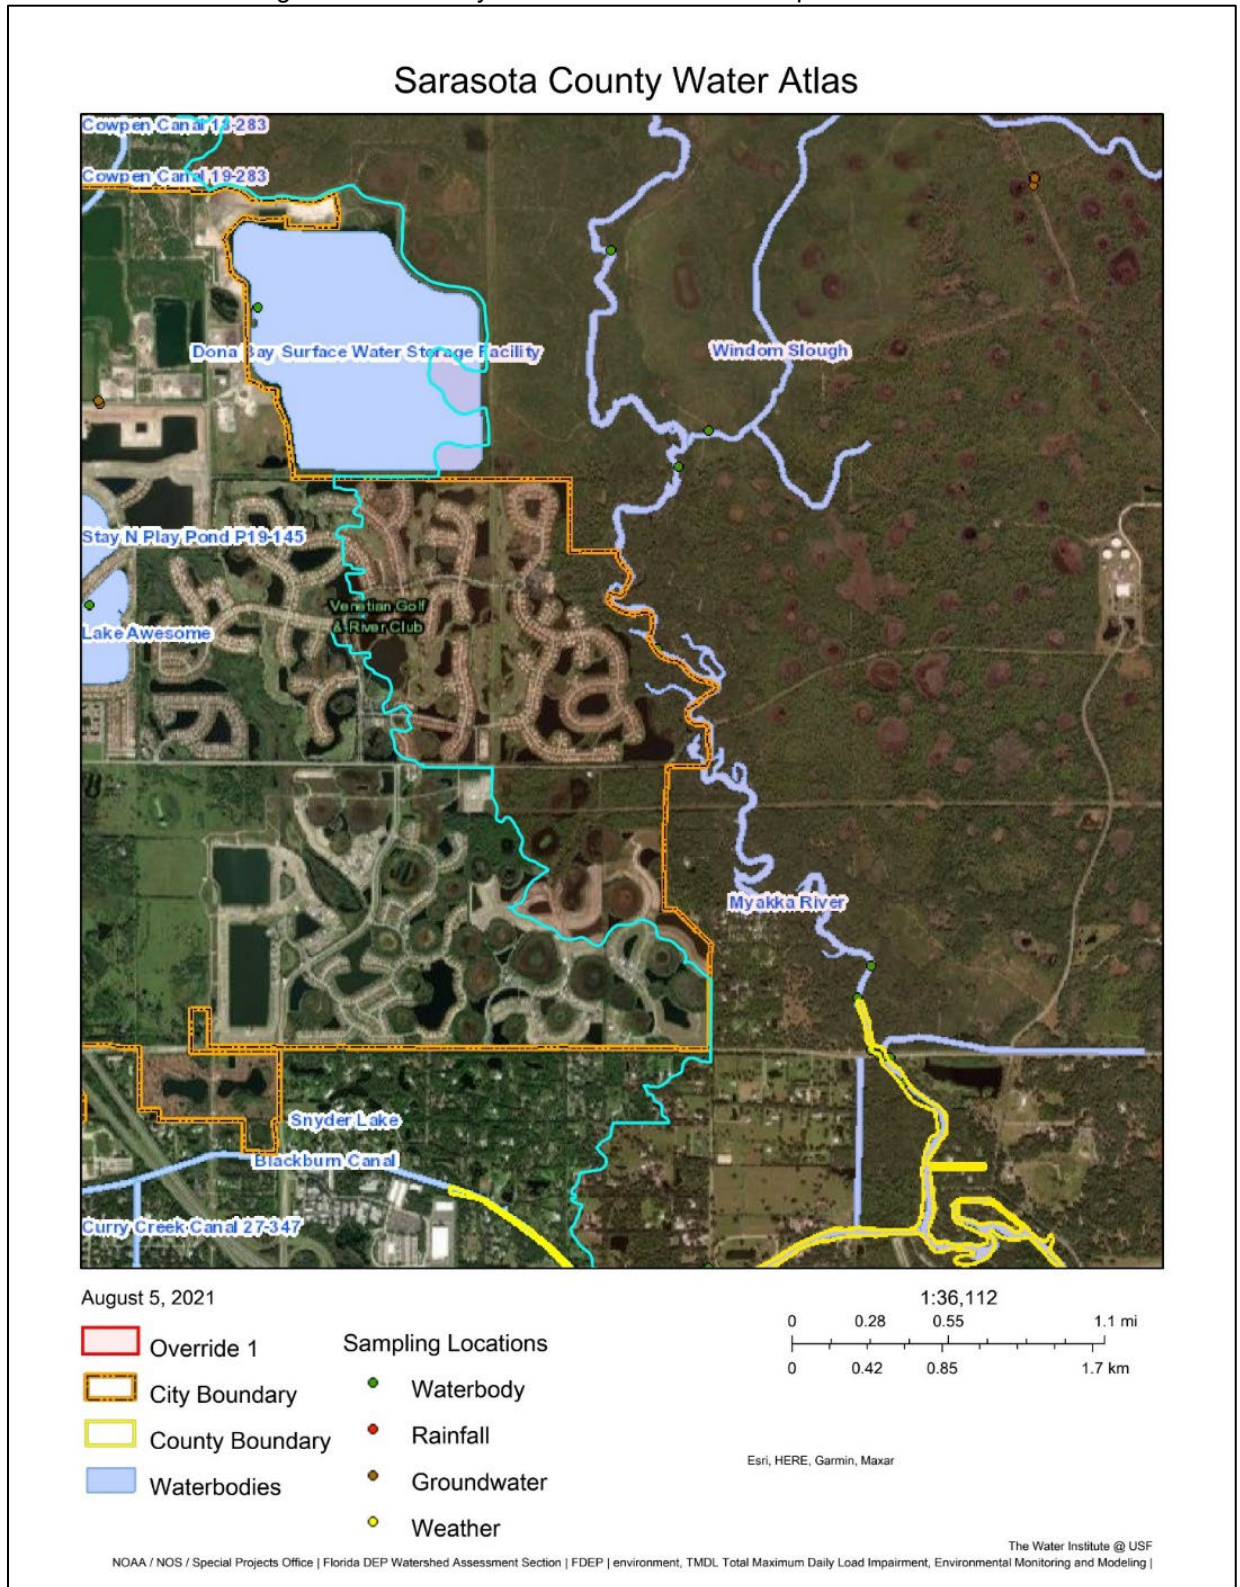 Sarasota County Water Atlas
Cowpen Canal 18-283
Cowpen Canal 19-283
Dona Bay Surface Water Storage Facility
Windom Slough
Stay N Play Pond P19-145
Venetian Golf
& River Club
Lake Awesome
Myakka River
Snyder Lake
Blackburn Canal
Curry Creek Canal 27-347
August 5, 2021
1:36,112
0 0.28 0.55 1.1 mi
0 0.42 0.85 1.7 km
Override 1
City Boundary
County Boundary
Waterbodies
Sampling Locations
Waterbody
Rainfall
Groundwater
Weather
Esri, HERE, Garmin, Maxar
The Water Institute @ USF
NOAA / NOS / Special Projects Office | Florida DEP Watershed Assessment Section | FDEP | environment, TMDL Total Maximum Daily Load Impairment, Environmental Monitoring and Modeling |